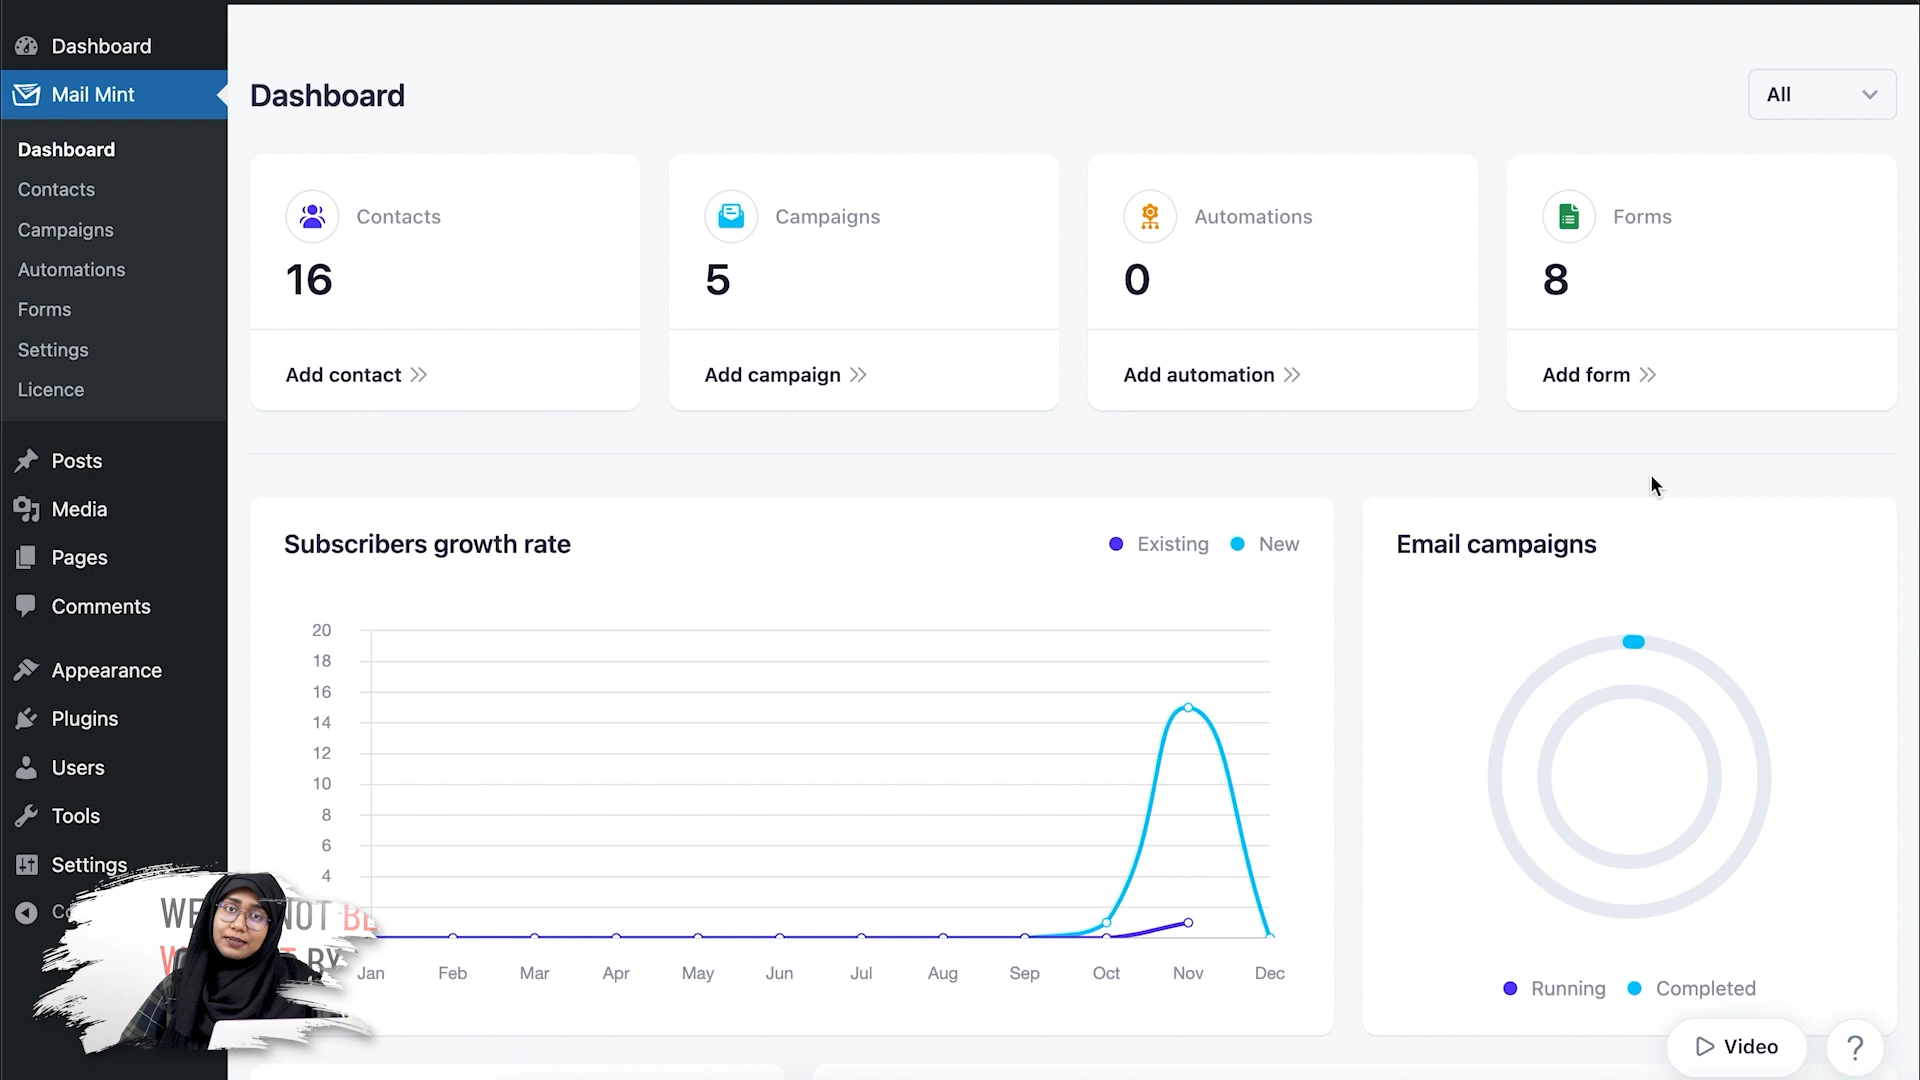 Dashboard
Mail Mint
Dashboard
Contacts
Campaigns
Automations
Forms
Settings
Licence
Posts
Media
Pages
Comments
Appearance
Plugins
Users
Tools
Settings
Dashboard
All
Contacts
16
Add contact
Campaigns
5
Add campaign
Automations
0
Add automation
Forms
8
Add form
Subscribers growth rate
Existing New
20
18
16
14
12
10
8
6
4
Jan Feb Mar Apr May Jun Jul Aug Sep Oct Nov Dec
Email campaigns
Running Completed
Video
?
NOT
BY